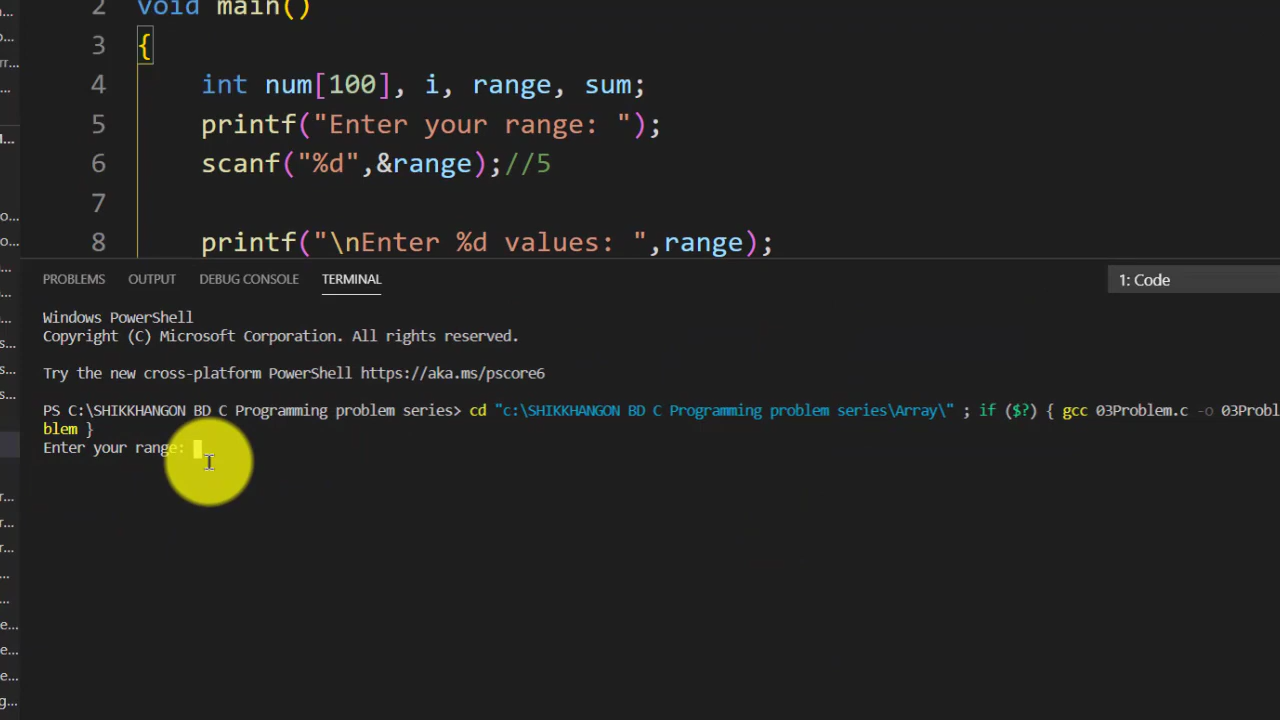 2 void main()
3 {
4 int num[100], i, range, sum;
5 printf("Enter your range: ");
6 scanf("%d",&range);//5
7
8 printf("\nEnter %d values: ",range);
PROBLEMS OUTPUT DEBUG CONSOLE TERMINAL 1: Code
Windows PowerShell
Copyright (C) Microsoft Corporation. All rights reserved.
Try the new cross-platform PowerShell https://aka.ms/pscore6
PS C:\SHIKKHANGON BD C Programming problem series> cd "c:\SHIKKHANGON BD C Programming problem series\Array\" ; if ($?) { gcc 03Problem.c -o 03Probl
blem }
Enter your range: